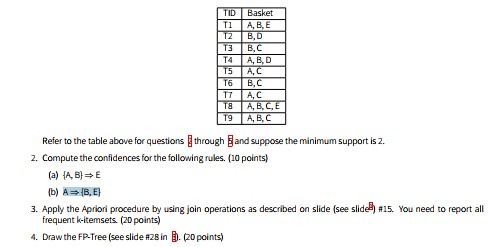 TID Basket
T1 A, B, E
T2 B, D
T3 B, C
T4 A, B, D
T5 A, C
T6 B, C
T7 A, C
T8 A, B, C, E
T9 A, B, C
Refer to the table above for questions through and suppose the minimum support is 2.
2. Compute the confidences for the following rules. (10 points)
(a) {A, B} ⇒ E
(b) A ⇒ {B, E}
3. Apply the Apriori procedure by using join operations as described on slide (see slide ) #15. You need to report all
frequent k-itemsets. (20 points)
4. Draw the FP-Tree (see slide #28 in ). (20 points)